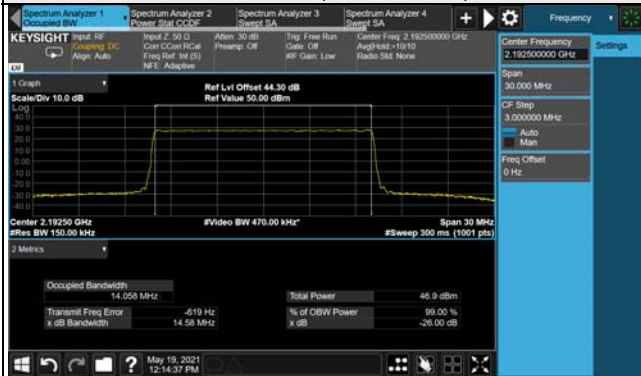 Spectrum Analyzer 1
Occupied BW
Spectrum Analyzer 2
Power Stat CCDF
Spectrum Analyzer 3
Swept SA
Spectrum Analyzer 4
Swept SA
Frequency
KEYSIGHT
Input: RF
Coupling: DC
Align: Auto
Input Z: 50 Ω
Corr CCorr RCal
Freq Ref: Int (S)
NFE: Adaptive
Atten: 30 dB
Preamp: Off
Trig: Free Run
Gate: Off
#IF Gain: Low
Center Freq: 2.192500000 GHz
Avg|Hold:>10/10
Radio Std: None
Center Frequency
2.192500000 GHz
Settings
Span
30.000 MHz
CF Step
3.000000 MHz
Auto
Man
Freq Offset
0 Hz
1 Graph
Scale/Div 10.0 dB
Ref Lvl Offset 44.30 dB
Ref Value 50.00 dBm
Log
40.0
30.0
20.0
10.0
0.00
-10.0
-20.0
-30.0
-40.0
Center 2.19250 GHz
#Res BW 150.00 kHz
#Video BW 470.00 kHz*
Span 30 MHz
#Sweep 300 ms (1001 pts)
2 Metrics
Occupied Bandwidth
14.058 MHz
Total Power
46.9 dBm
Transmit Freq Error
-619 Hz
% of OBW Power
99.00 %
x dB Bandwidth
14.58 MHz
x dB
-26.00 dB
May 19, 2021
12:14:37 PM